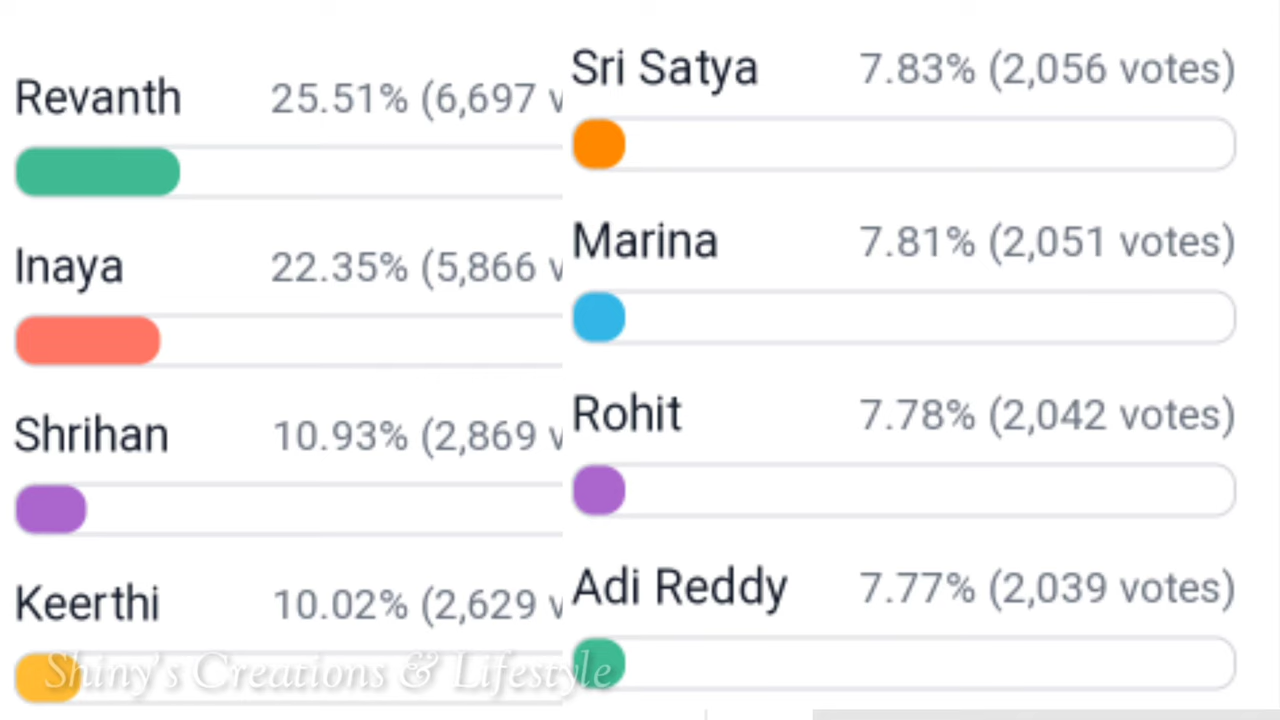 Revanth 25.51% (6,697 v
Inaya 22.35% (5,866 v
Shrihan 10.93% (2,869 v
Keerthi 10.02% (2,629 v
Sri Satya 7.83% (2,056 votes)
Marina 7.81% (2,051 votes)
Rohit 7.78% (2,042 votes)
Adi Reddy 7.77% (2,039 votes)
Shiny's Creations & Lifestyle